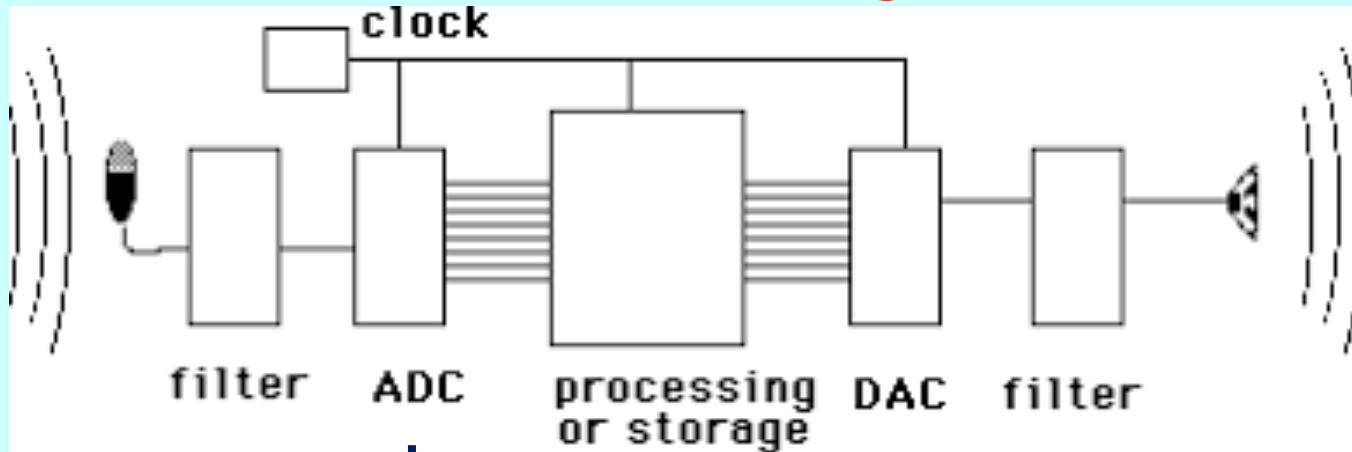 clock
filter
ADC
processing
or storage
DAC
filter